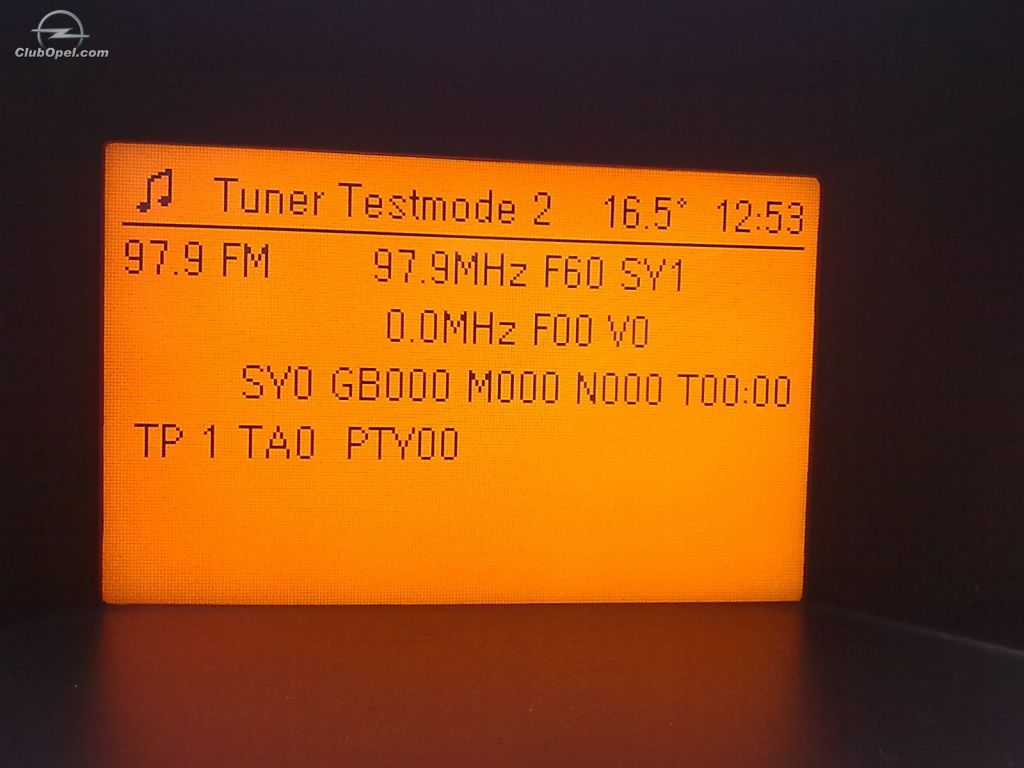 ClubOpel.com
Tuner Testmode 2 16.5° 12:53
97.9 FM 97.9MHz F60 SY1
0.0MHz F00 V0
SY0 GB000 M000 N000 T00:00
TP 1 TA0 PTY00